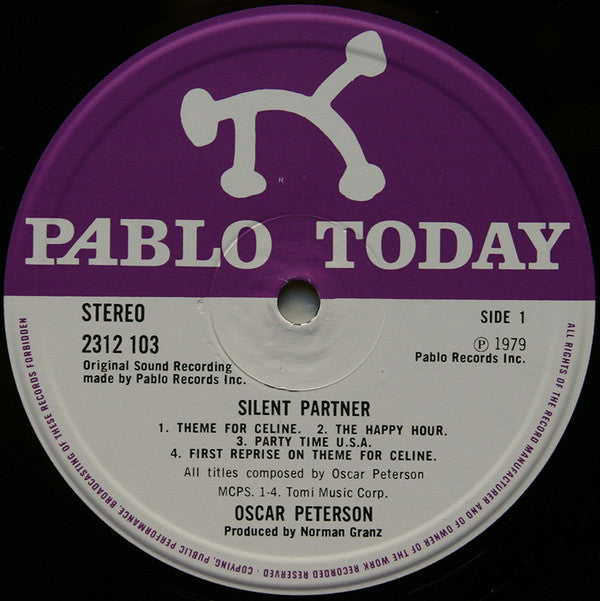 PABLO TODAY
STEREO
2312 103
Original Sound Recording
made by Pablo Records Inc.
SIDE 1
Ⓟ 1979
Pablo Records Inc.
SILENT PARTNER
1. THEME FOR CELINE. 2. THE HAPPY HOUR.
3. PARTY TIME U.S.A.
4. FIRST REPRISE ON THEME FOR CELINE.
All titles composed by Oscar Peterson
MCPS. 1-4. Tomi Music Corp.
OSCAR PETERSON
Produced by Norman Granz
ALL RIGHTS OF THE RECORD MANUFACTURER AND OF OWNER OF THE WORK RECORDED RESERVED - COPYING, PUBLIC PERFORMANCE, BROADCASTING OF THESE RECORDS FORBIDDEN
R